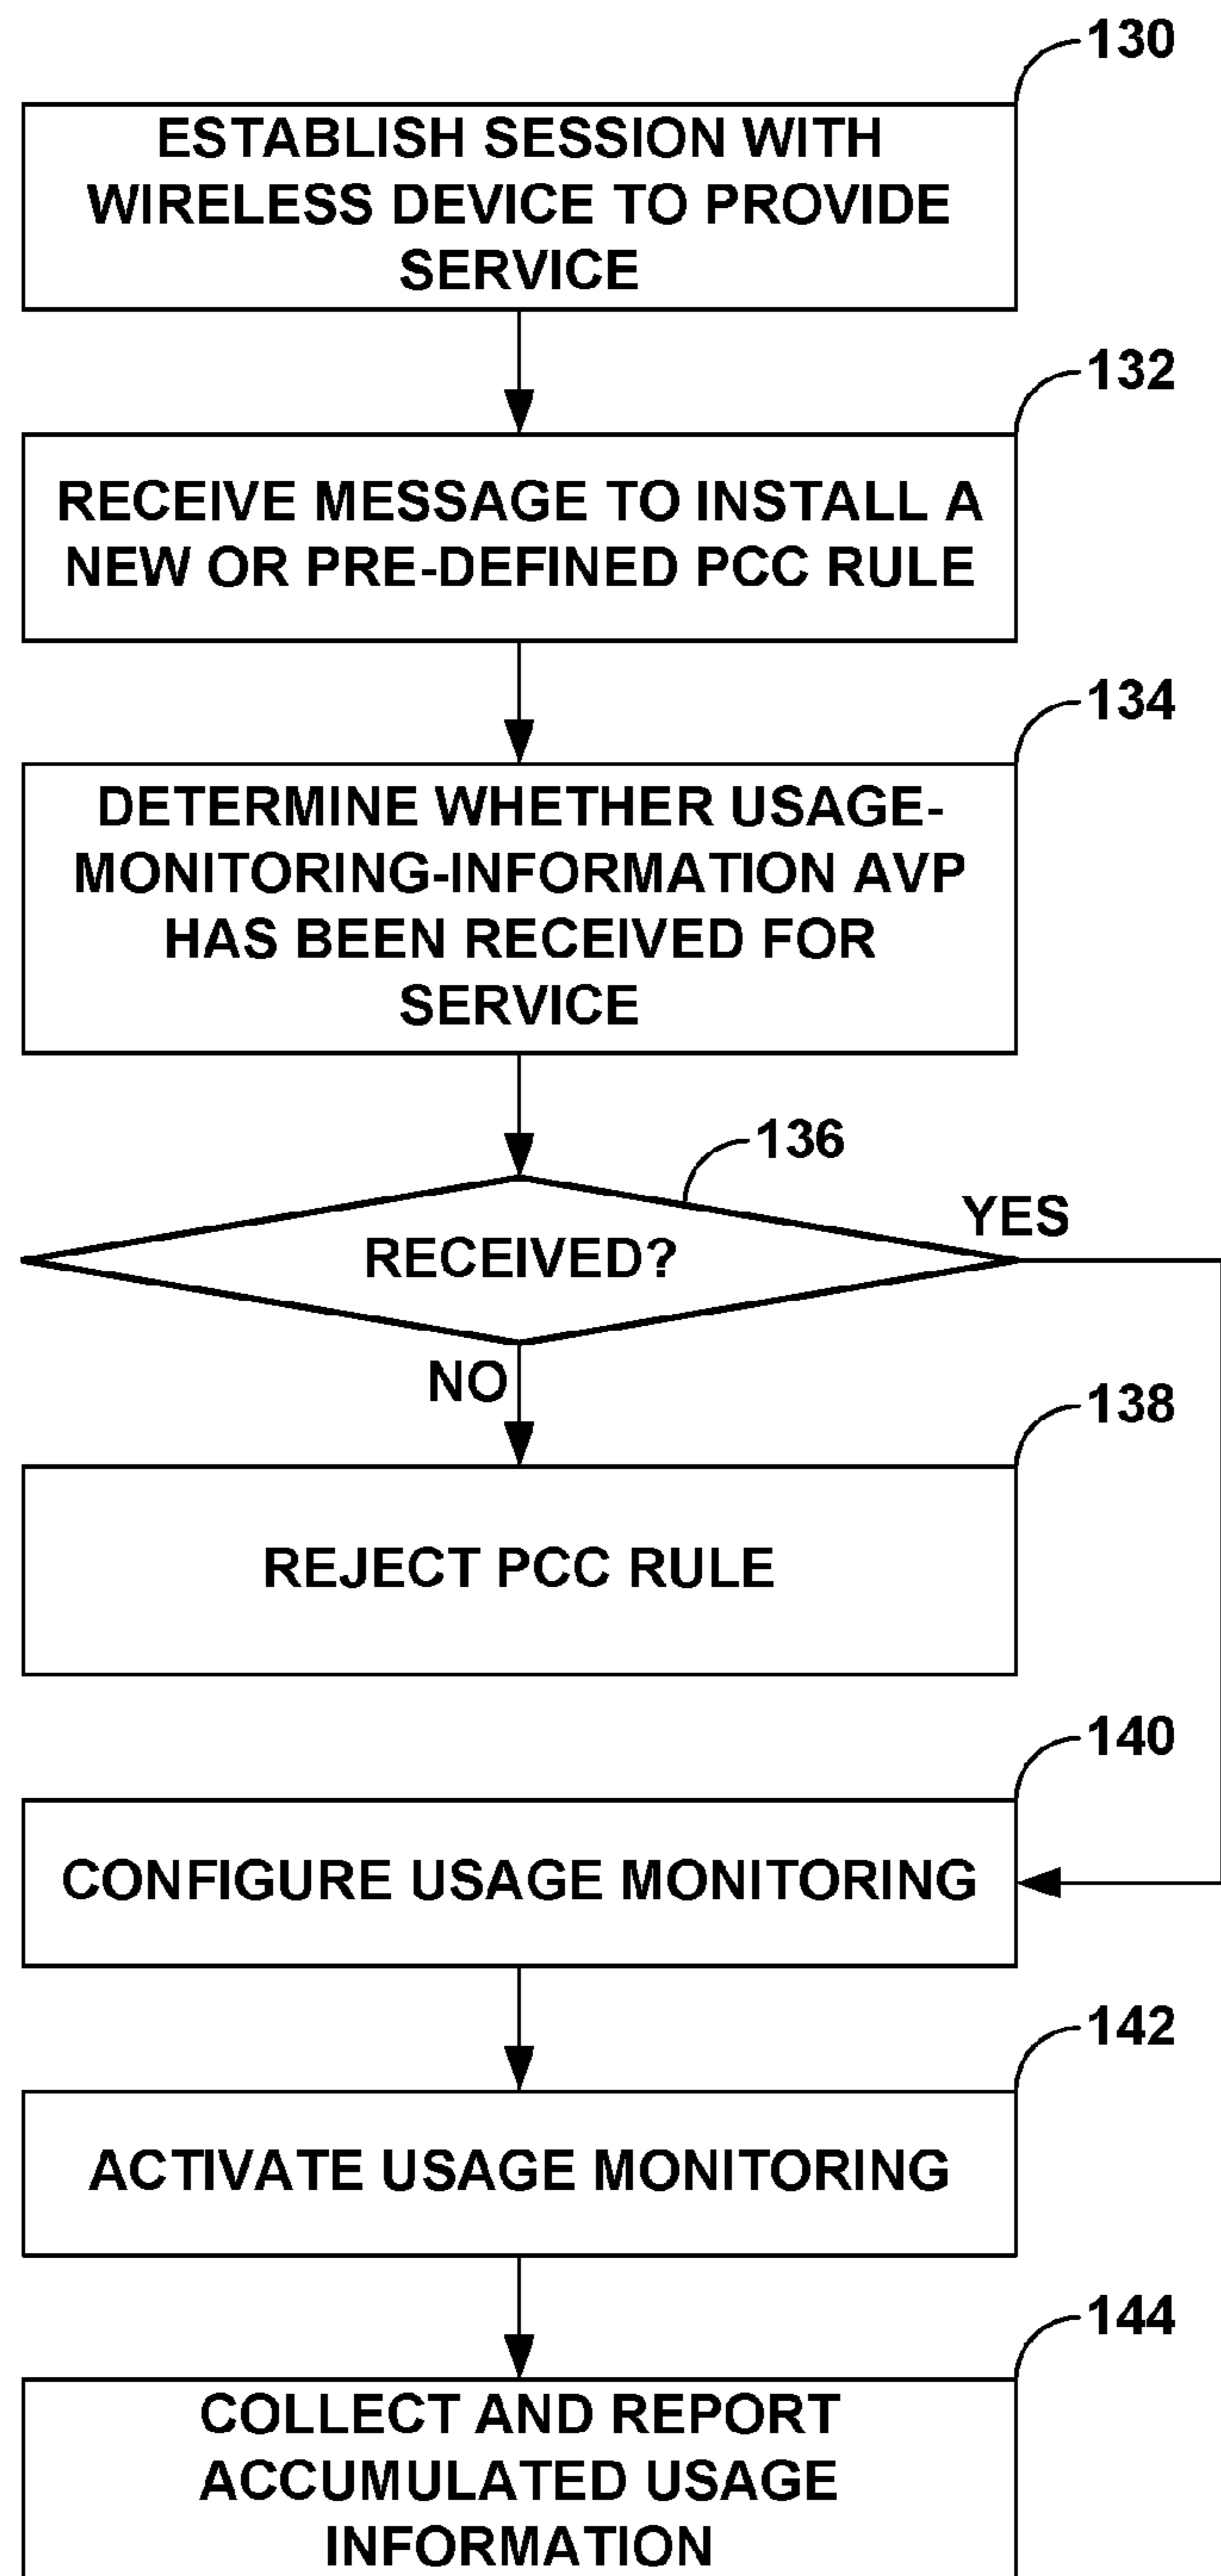 130
ESTABLISH SESSION WITH
WIRELESS DEVICE TO PROVIDE
SERVICE
132
RECEIVE MESSAGE TO INSTALL A
NEW OR PRE-DEFINED PCC RULE
134
DETERMINE WHETHER USAGE-
MONITORING-INFORMATION AVP
HAS BEEN RECEIVED FOR
SERVICE
136
YES
RECEIVED?
NO
138
REJECT PCC RULE
140
CONFIGURE USAGE MONITORING
142
ACTIVATE USAGE MONITORING
144
COLLECT AND REPORT
ACCUMULATED USAGE
INFORMATION